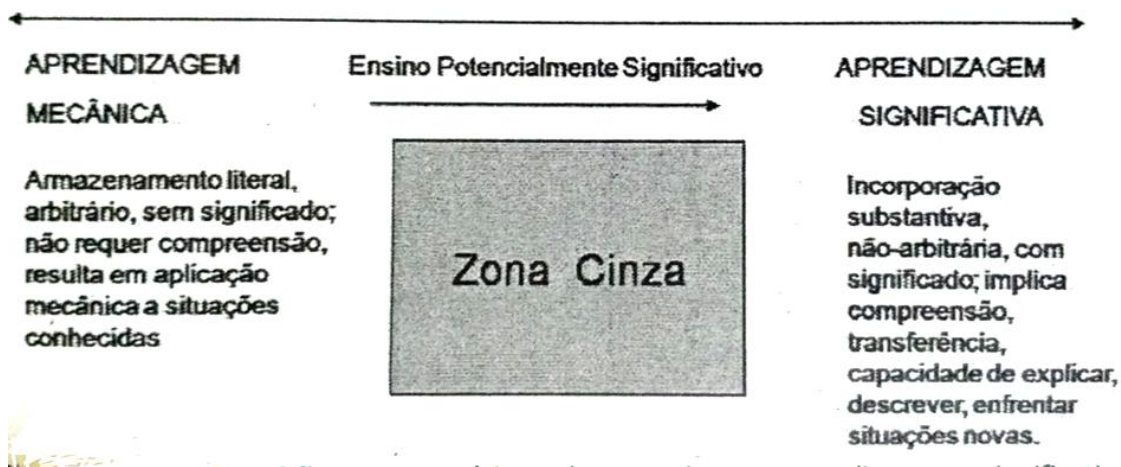 APRENDIZAGEM
MECÂNICA
Armazenamento literal,
arbitrário, sem significado;
não requer compreensão,
resulta em aplicação
mecânica a situações
conhecidas
Ensino Potencialmente Significativo
Zona Cinza
APRENDIZAGEM
SIGNIFICATIVA
Incorporação
substantiva,
não-arbitrária, com
significado; implica
compreensão,
transferência,
capacidade de explicar,
descrever, enfrentar
situações novas.